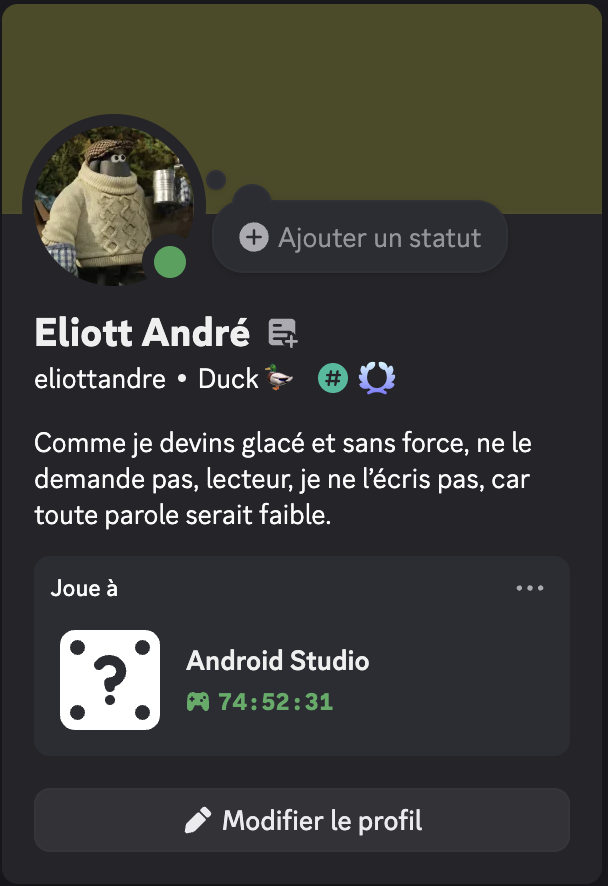 Ajouter un statut
Eliott André
eliottandre • Duck🦆 #
Comme je devins glacé et sans force, ne le
demande pas, lecteur, je ne l’écris pas, car
toute parole serait faible.
Joue à
?
Android Studio
74:52:31
Modifier le profil